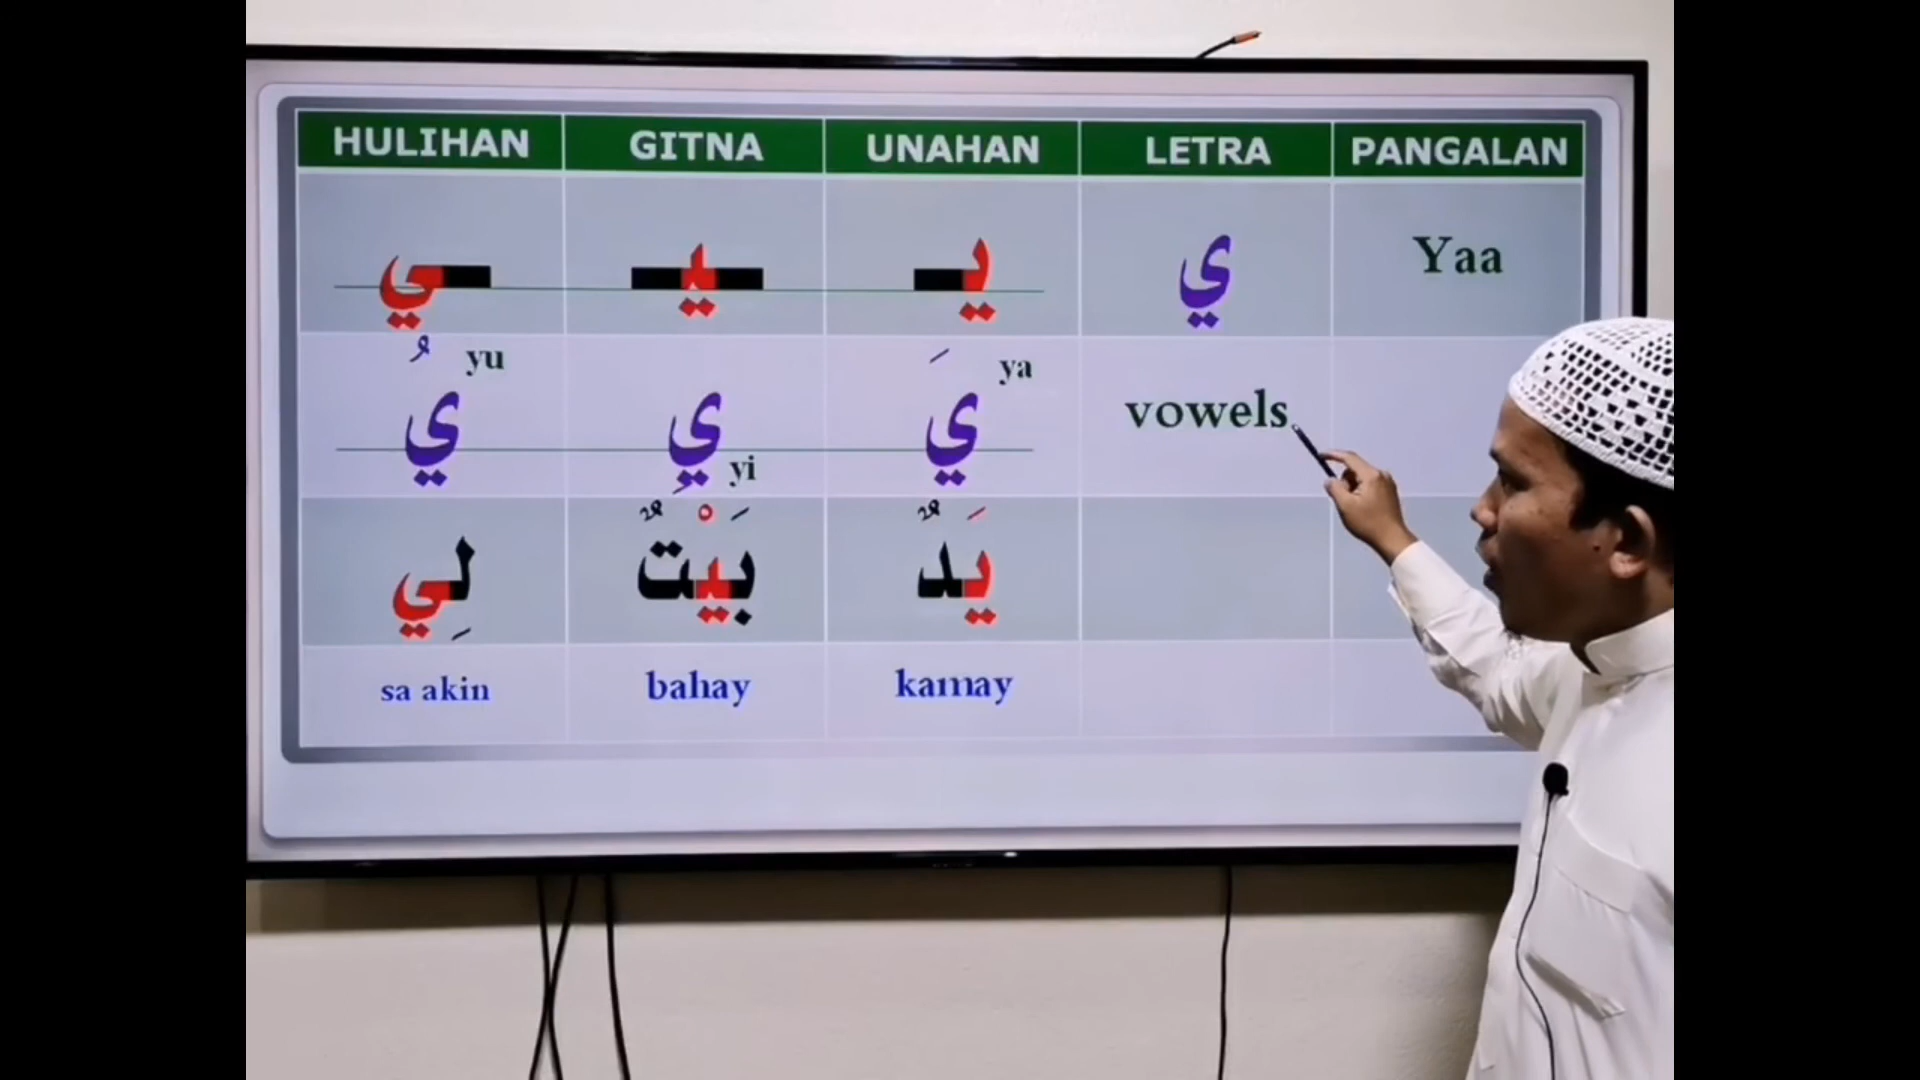 HULIHAN GITNA UNAHAN LETRA PANGALAN
ـي ـيـ يـ ي Yaa
يُ yu يِ yi يَ ya vowels
لِي بَيْتٌ يَدٌ
sa akin bahay kamay